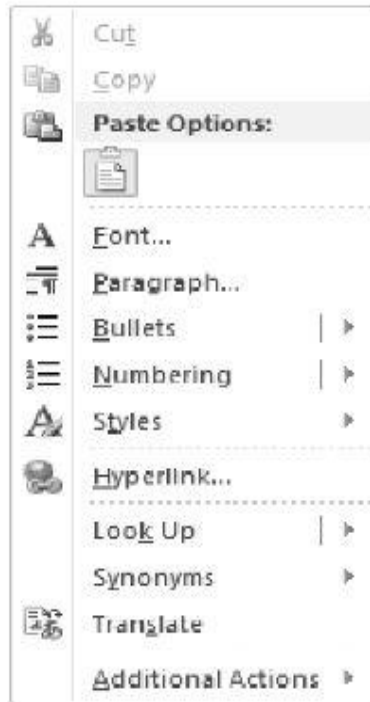 Cut
Copy
Paste Options:
Font...
Paragraph...
Bullets
Numbering
Styles
Hyperlink...
Look Up
Synonyms
Translate
Additional Actions